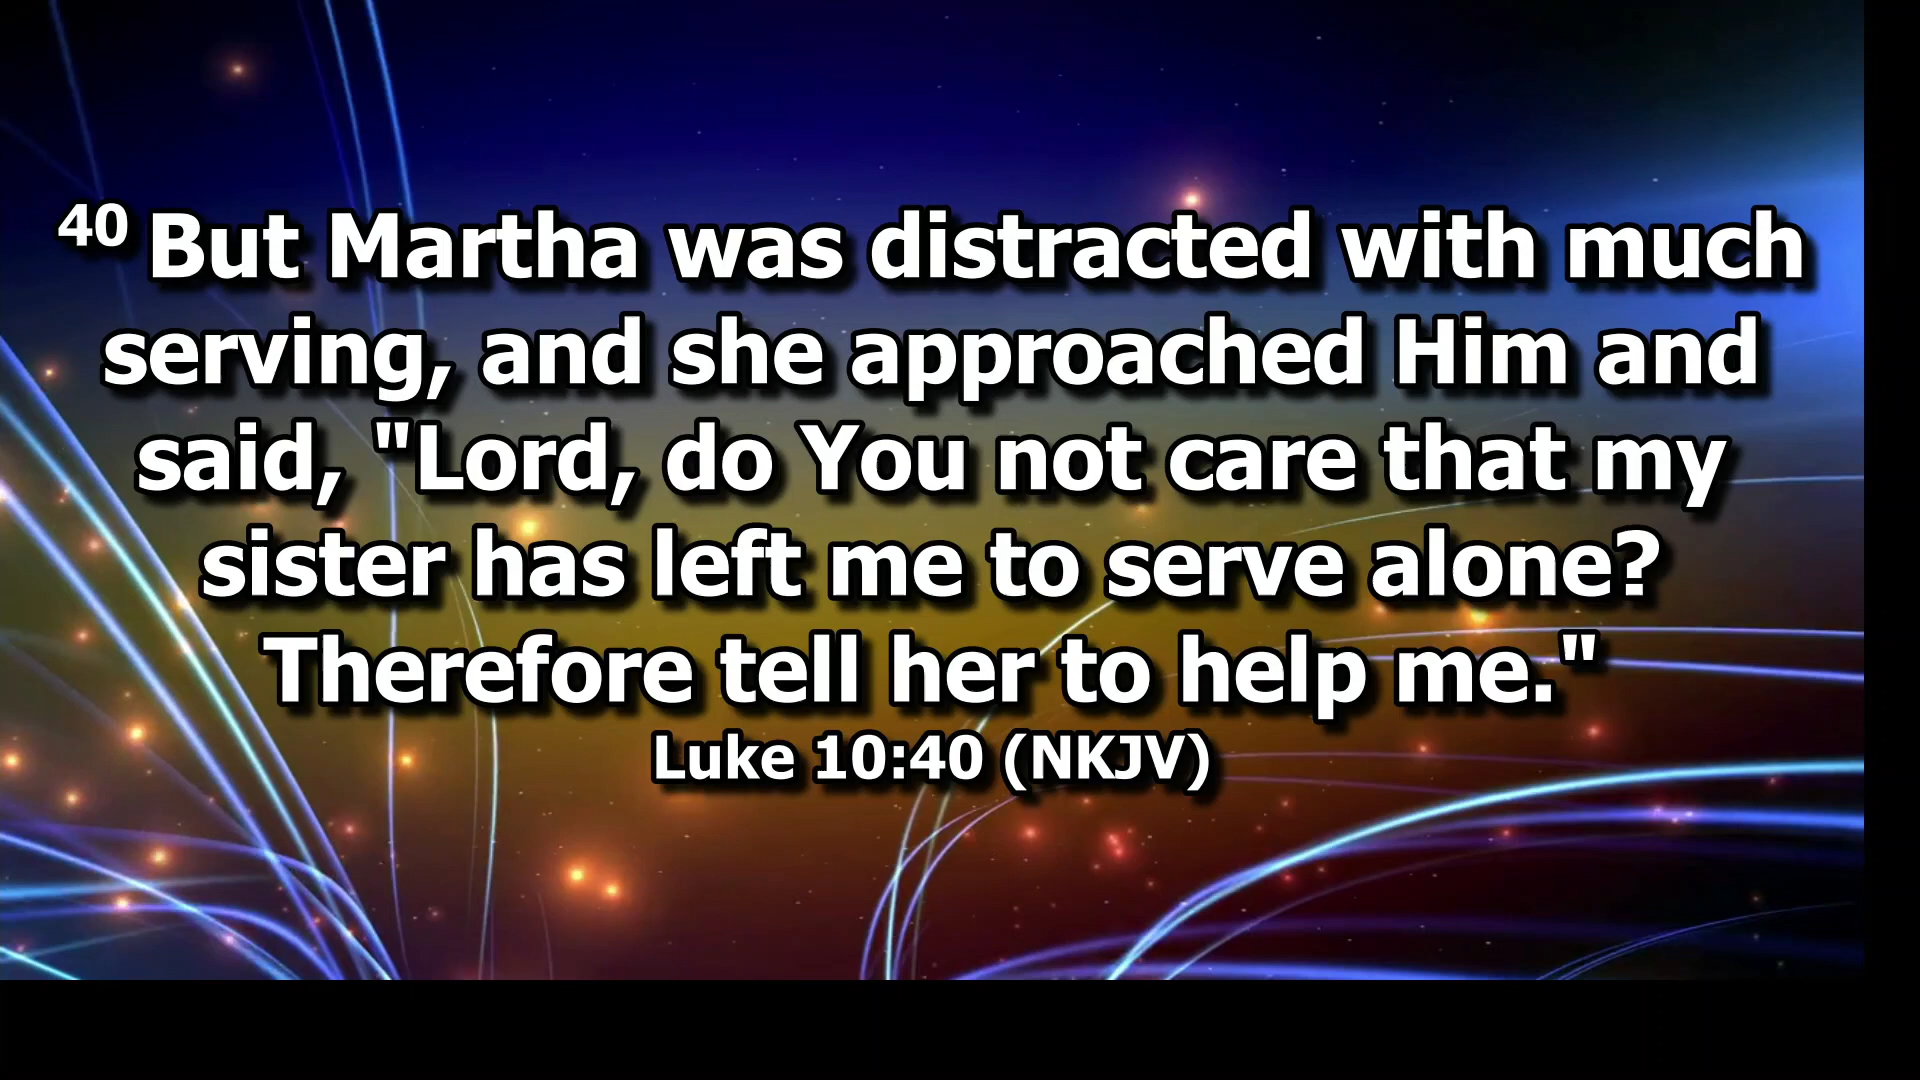 40 But Martha was distracted with much
serving, and she approached Him and
said, "Lord, do You not care that my
sister has left me to serve alone?
Therefore tell her to help me."
Luke 10:40 (NKJV)